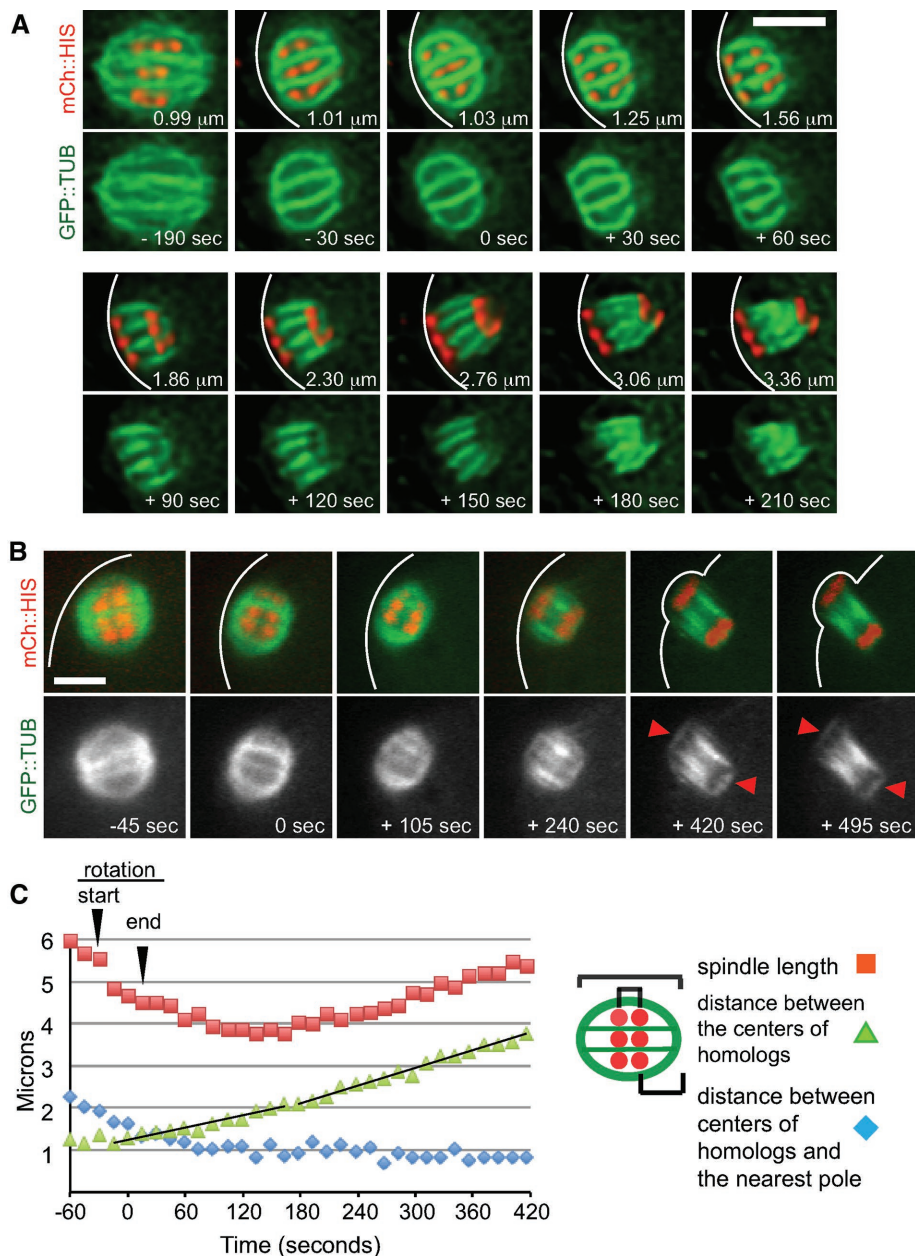 A
mCh::HIS
0.99 µm
1.01 µm
1.03 µm
1.25 µm
1.56 µm
GFP::TUB
- 190 sec
- 30 sec
0 sec
+ 30 sec
+ 60 sec
1.86 µm
2.30 µm
2.76 µm
3.06 µm
3.36 µm
+ 90 sec
+ 120 sec
+ 150 sec
+ 180 sec
+ 210 sec
B
mCh::HIS
GFP::TUB
-45 sec
0 sec
+ 105 sec
+ 240 sec
+ 420 sec
+ 495 sec
C
rotation
start
end
Microns
6
5
4
3
2
1
-60
0
60
120
180
240
300
360
420
Time (seconds)
spindle length
distance between
the centers of
homologs
distance between
centers of
homologs and
the nearest pole